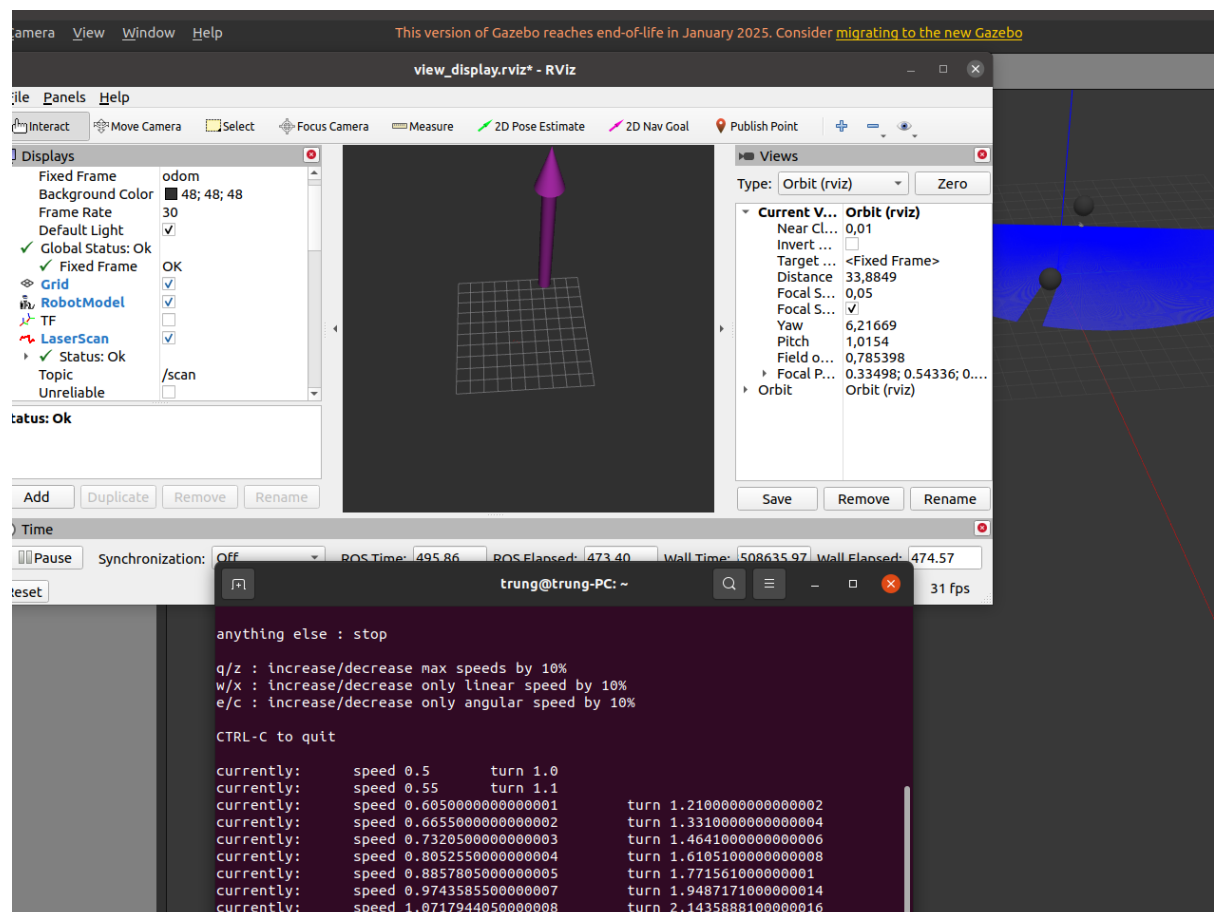 amera View Window Help This version of Gazebo reaches end-of-life in January 2025. Consider migrating to the new Gazebo
view_display.rviz* - RViz
File Panels Help
Interact Move Camera Select Focus Camera Measure 2D Pose Estimate 2D Nav Goal Publish Point
Displays
Fixed Frame odom
Background Color 48; 48; 48
Frame Rate 30
Default Light
Global Status: Ok
Fixed Frame OK
Grid
RobotModel
TF
LaserScan
Status: Ok
Topic /scan
Unreliable
tatus: Ok
Add Duplicate Remove Rename
Views
Type: Orbit (rviz) Zero
Current V... Orbit (rviz)
Near Cl... 0,01
Invert ...
Target ... <Fixed Frame>
Distance 33,8849
Focal S... 0,05
Focal S...
Yaw 6,21669
Pitch 1,0154
Field o... 0,785398
Focal P... 0.33498; 0.54336; 0....
Orbit Orbit (rviz)
Save Remove Rename
Time
Pause Synchronization: Off ROS Time: 495.86 ROS Elapsed: 473.40 Wall Time: 508635.97 Wall Elapsed: 474.57
Reset 31 fps
trung@trung-PC: ~
anything else : stop
q/z : increase/decrease max speeds by 10%
w/x : increase/decrease only linear speed by 10%
e/c : increase/decrease only angular speed by 10%
CTRL-C to quit
currently: speed 0.5 turn 1.0
currently: speed 0.55 turn 1.1
currently: speed 0.6050000000000001 turn 1.2100000000000002
currently: speed 0.6655000000000002 turn 1.3310000000000004
currently: speed 0.7320500000000003 turn 1.4641000000000006
currently: speed 0.8052550000000004 turn 1.6105100000000008
currently: speed 0.8857805000000005 turn 1.771561000000001
currently: speed 0.9743585500000007 turn 1.9487171000000014
currently: speed 1.0717944050000008 turn 2.1435888100000016